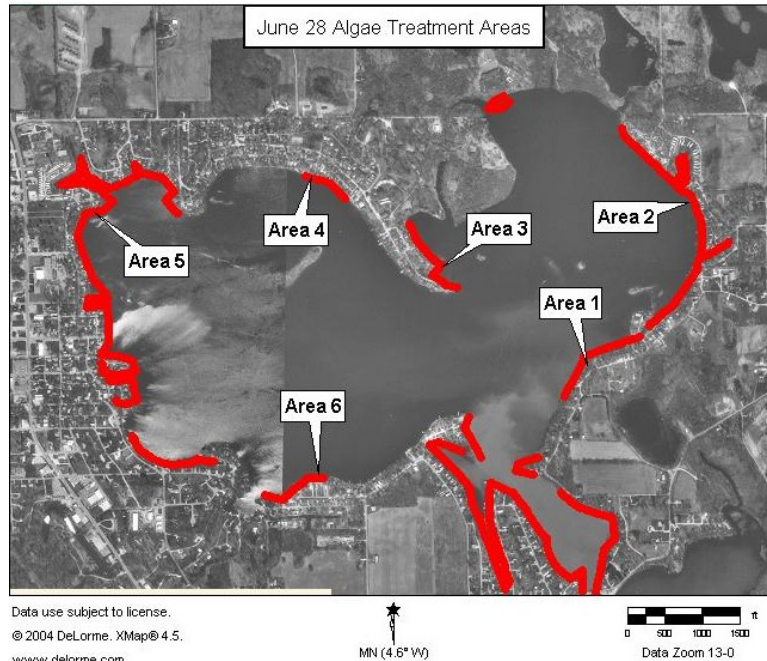 June 28 Algae Treatment Areas
Area 4
Area 3
Area 2
Area 5
Area 1
Area 6
Data use subject to license.
© 2004 DeLorme. XMap® 4.5.
www.delorme.com
MN (4.6° W)
ft
0 500 1000 1500
Data Zoom 13-0